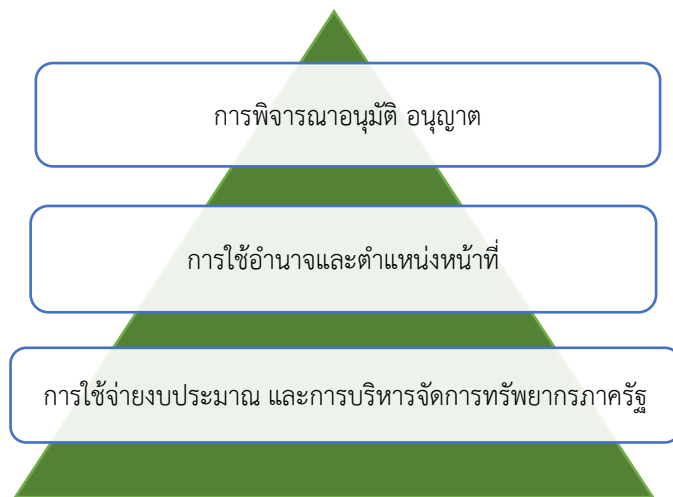 การพิจารณาอนุมัติ อนุญาต
การใช้อำนาจและตำแหน่งหน้าที่
การใช้จ่ายงบประมาณ และการบริหารจัดการทรัพยากรภาครัฐ